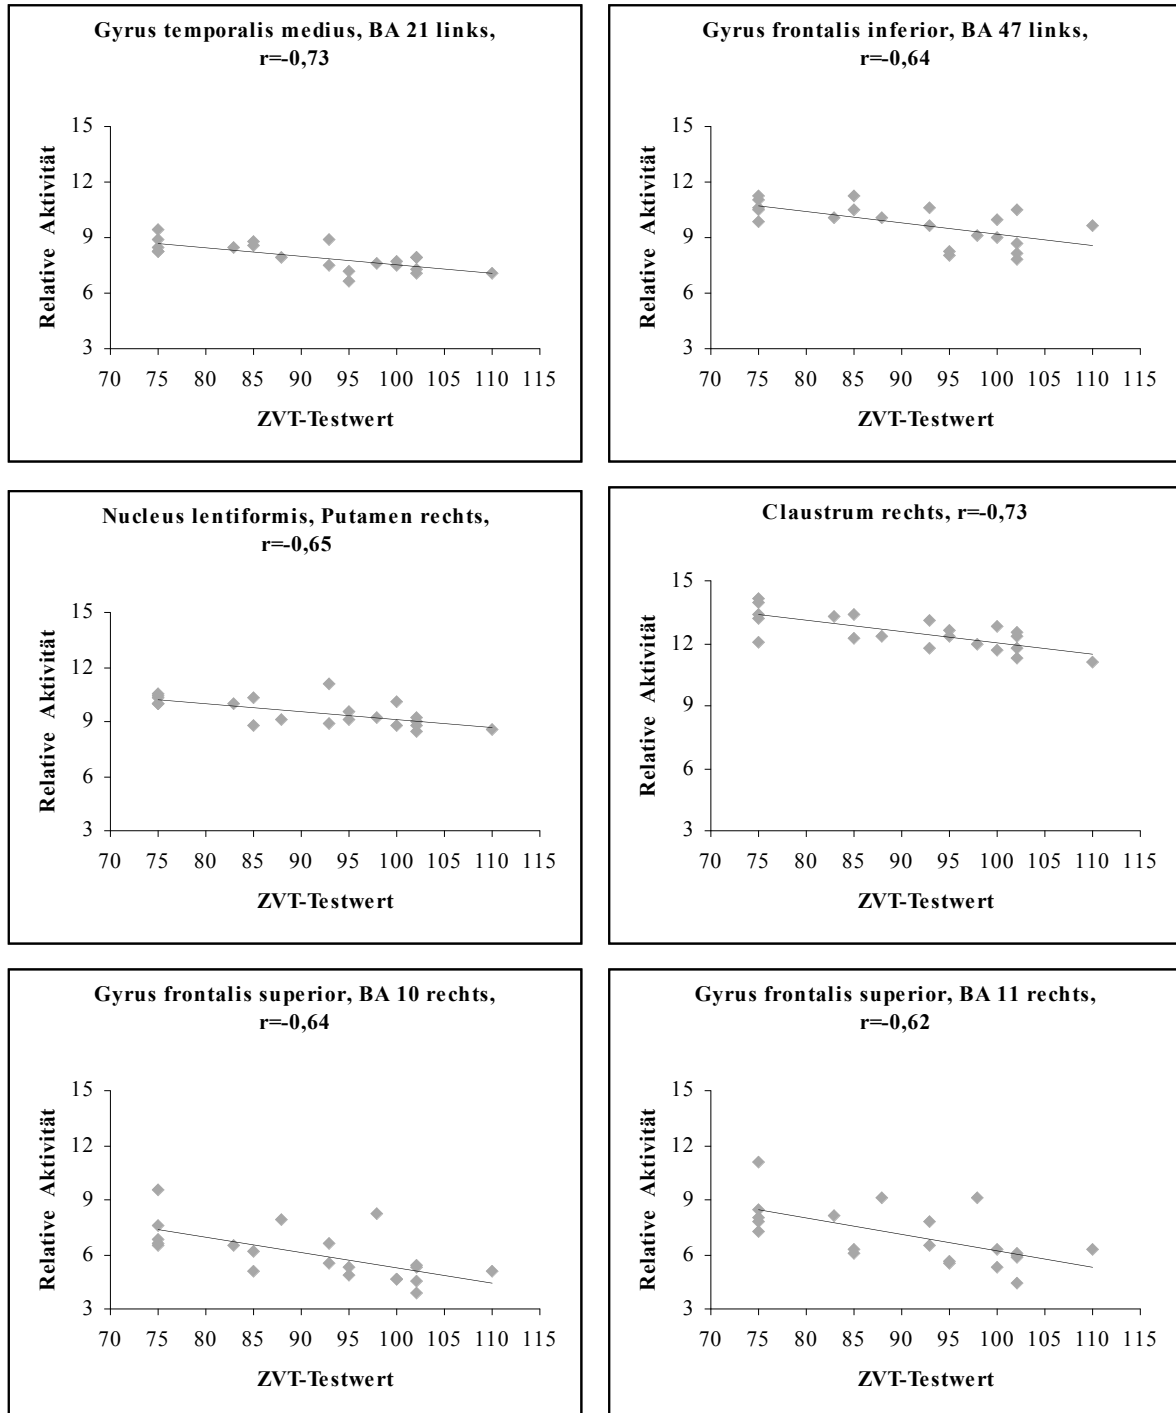 Gyrus temporalis medius, BA 21 links,
r=-0,73
Relative Aktivität
15
12
9
6
3
70 75 80 85 90 95 100 105 110 115
ZVT-Testwert
Gyrus frontalis inferior, BA 47 links,
r=-0,64
Relative Aktivität
15
12
9
6
3
70 75 80 85 90 95 100 105 110 115
ZVT-Testwert
Nucleus lentiformis, Putamen rechts,
r=-0,65
Relative Aktivität
15
12
9
6
3
70 75 80 85 90 95 100 105 110 115
ZVT-Testwert
Claustrum rechts, r=-0,73
Relative Aktivität
15
12
9
6
3
70 75 80 85 90 95 100 105 110 115
ZVT-Testwert
Gyrus frontalis superior, BA 10 rechts,
r=-0,64
Relative Aktivität
15
12
9
6
3
70 75 80 85 90 95 100 105 110 115
ZVT-Testwert
Gyrus frontalis superior, BA 11 rechts,
r=-0,62
Relative Aktivität
15
12
9
6
3
70 75 80 85 90 95 100 105 110 115
ZVT-Testwert